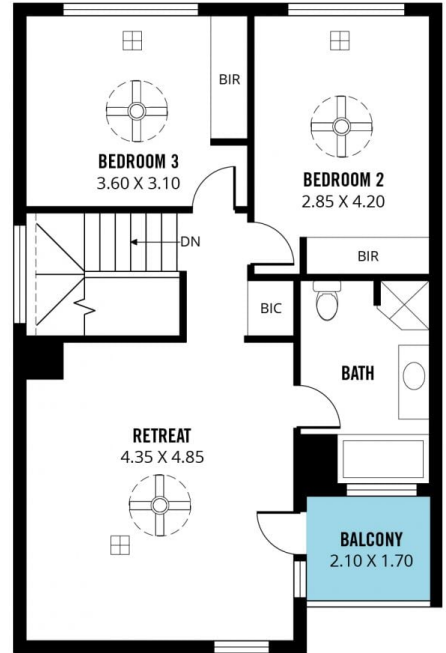 BIR
BEDROOM 3
3.60 X 3.10
BEDROOM 2
2.85 X 4.20
DN
BIR
BIC
BATH
RETREAT
4.35 X 4.85
BALCONY
2.10 X 1.70